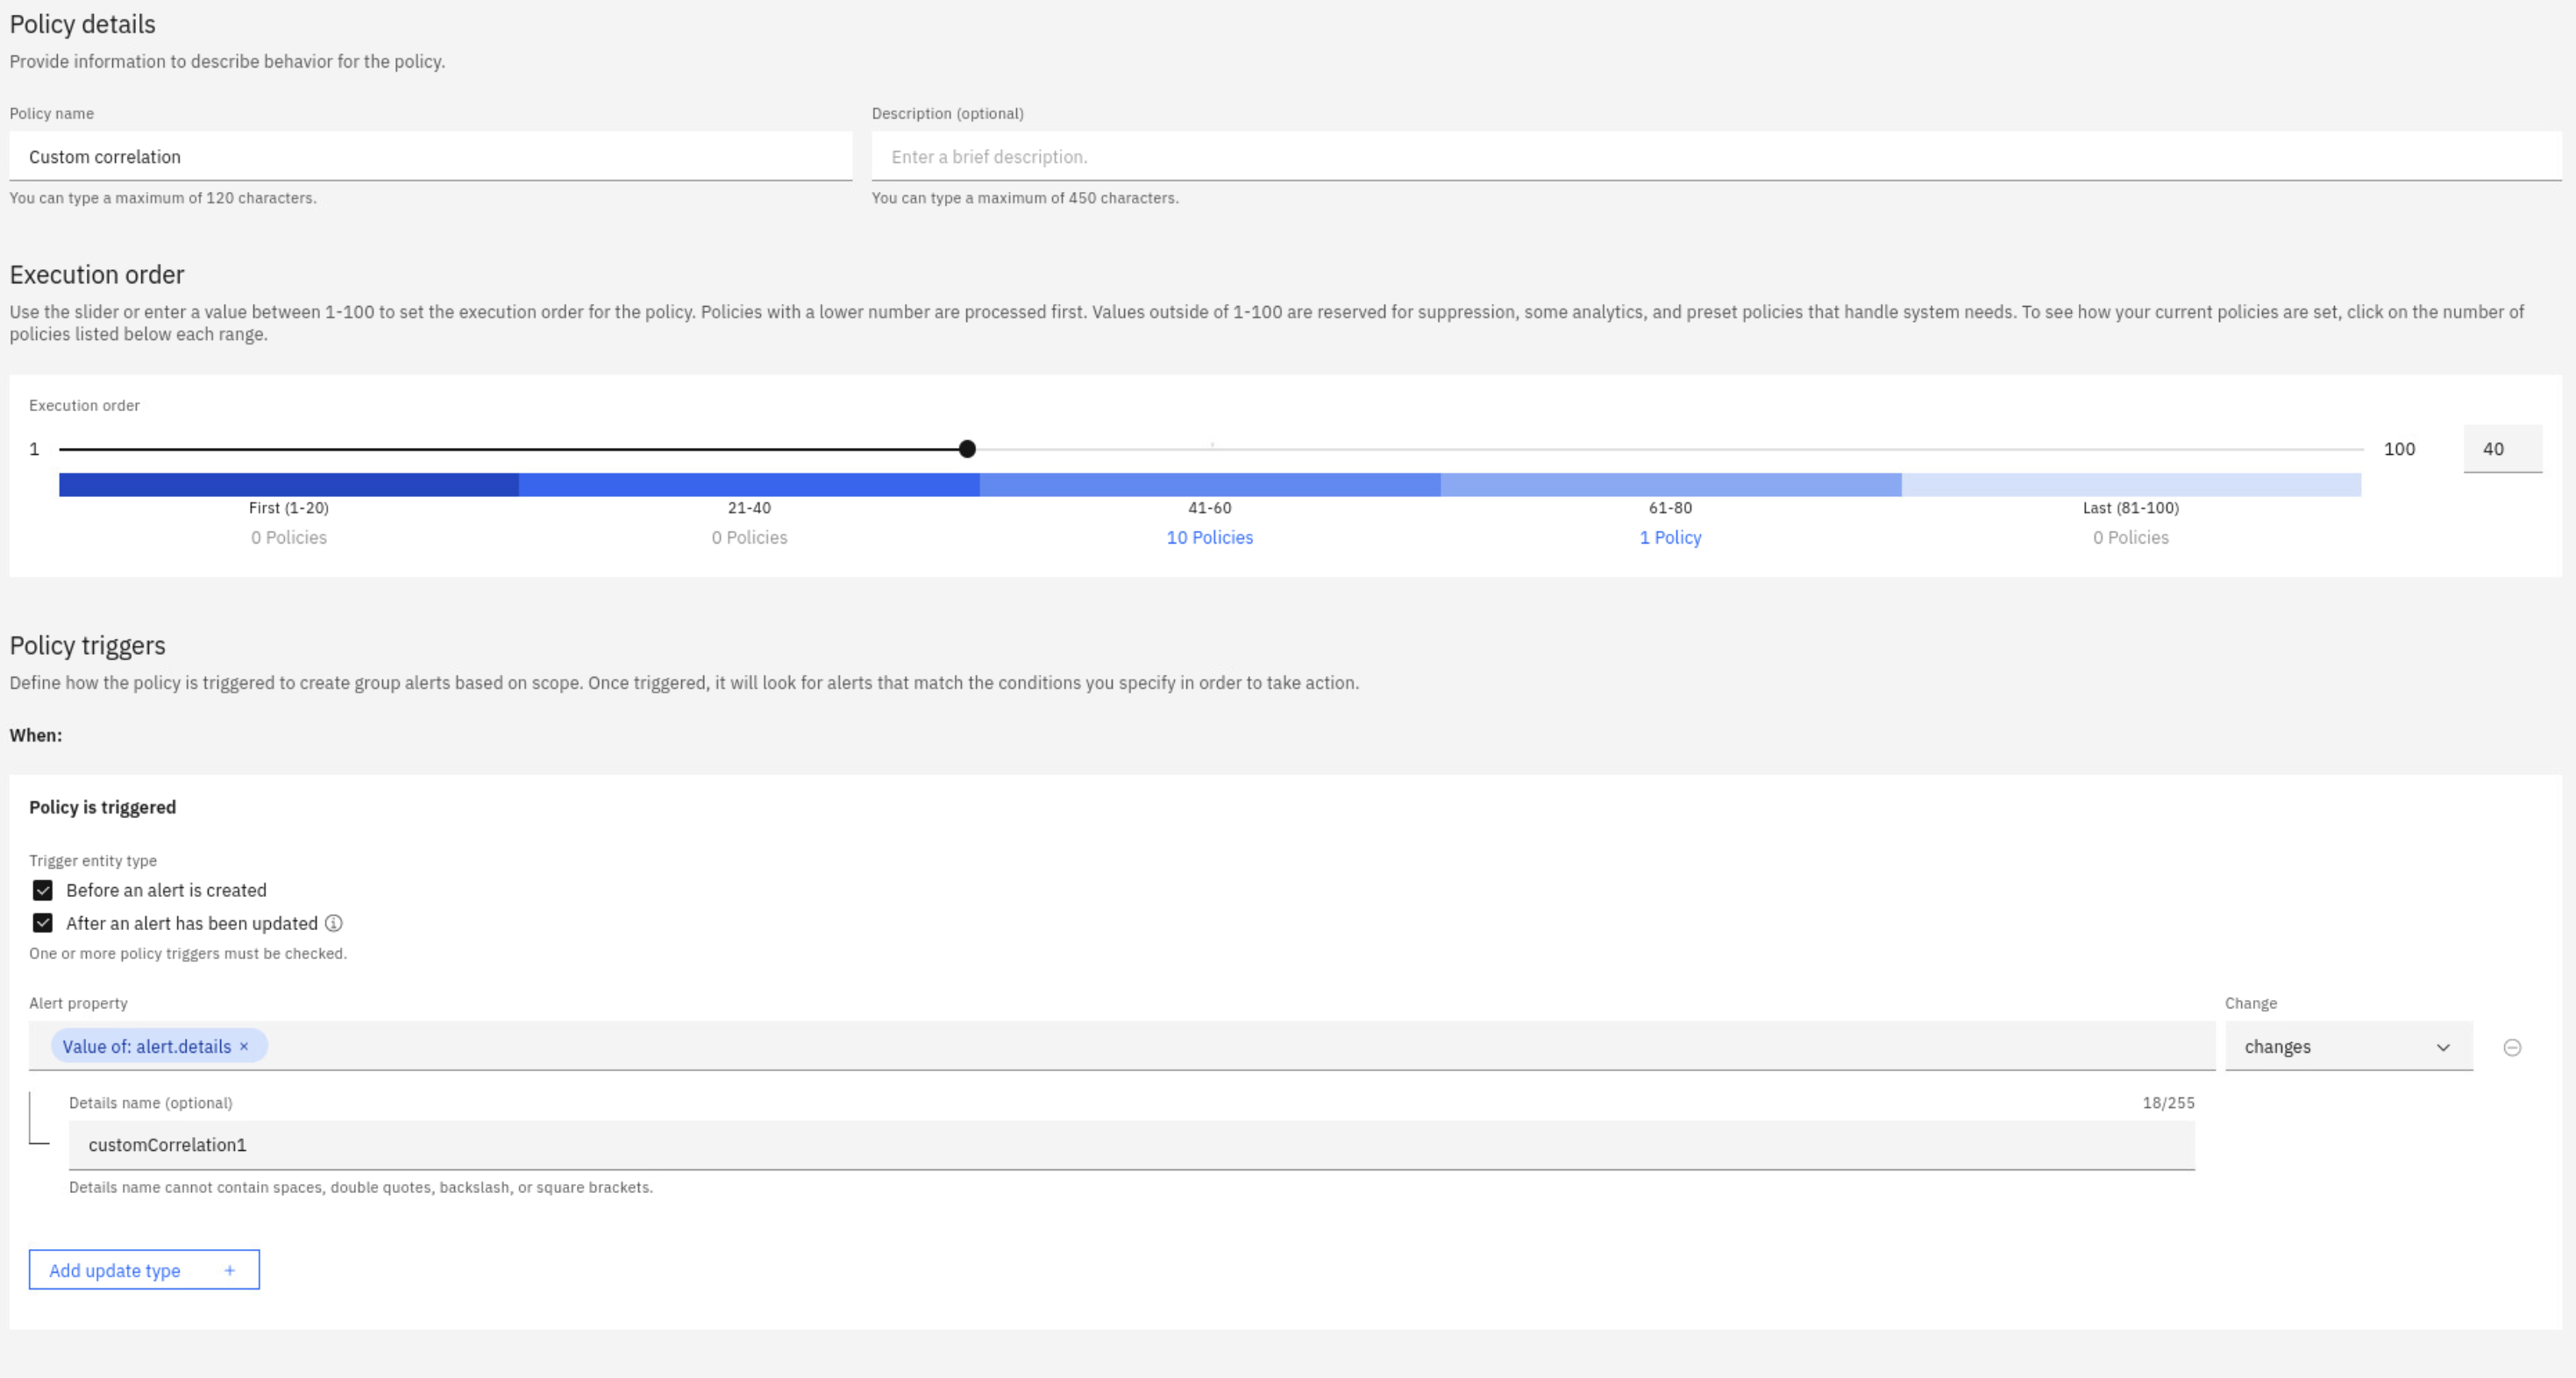 Policy details
Provide information to describe behavior for the policy.
Policy name
Description (optional)
Custom correlation
Enter a brief description.
You can type a maximum of 120 characters.
You can type a maximum of 450 characters.
Execution order
Use the slider or enter a value between 1-100 to set the execution order for the policy. Policies with a lower number are processed first. Values outside of 1-100 are reserved for suppression, some analytics, and preset policies that handle system needs. To see how your current policies are set, click on the number of
policies listed below each range.
Execution order
1
100
40
First (1-20)
21-40
41-60
61-80
Last (81-100)
0 Policies
0 Policies
10 Policies
1 Policy
0 Policies
Policy triggers
Define how the policy is triggered to create group alerts based on scope. Once triggered, it will look for alerts that match the conditions you specify in order to take action.
When:
Policy is triggered
Trigger entity type
Before an alert is created
After an alert has been updated
One or more policy triggers must be checked.
Alert property
Change
Value of: alert.details ×
changes
Details name (optional)
18/255
customCorrelation1
Details name cannot contain spaces, double quotes, backslash, or square brackets.
Add update type +